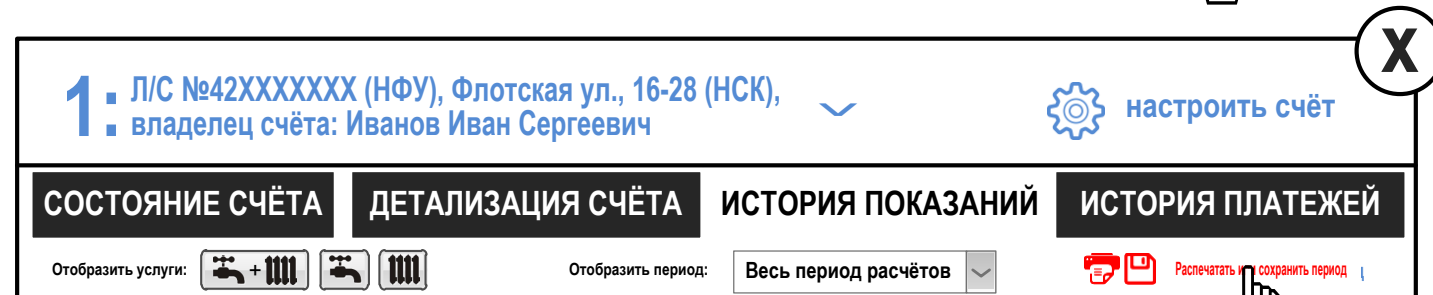 X
1: Л/С №42XXXXXXX (НФУ), Флотская ул., 16-28 (НСК),
владелец счёта: Иванов Иван Сергеевич
настроить счёт
СОСТОЯНИЕ СЧЁТА ДЕТАЛИЗАЦИЯ СЧЁТА ИСТОРИЯ ПОКАЗАНИЙ ИСТОРИЯ ПЛАТЕЖЕЙ
Отобразить услуги: + Отобразить период: Весь период расчётов Распечатать сохранить период